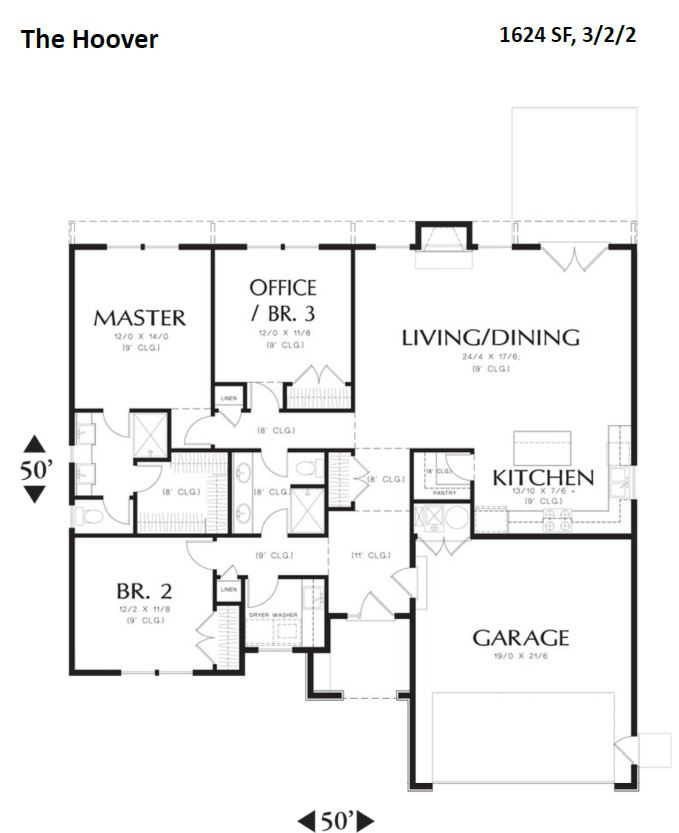 The Hoover
1624 SF, 3/2/2
MASTER
12/0 X 14/0
(9' CLG.)
OFFICE
/ BR. 3
12/0 X 11/8
(9' CLG.)
LIVING/DINING
24/4 X 17/6;
(9' CLG.)
LINEN
(8' CLG.)
50'
(8' CLG.)
(8' CLG.)
(8' CLG.)
(8' CLG.)
PANTRY
KITCHEN
13/10 X 7/6 +
(9' CLG.)
(9' CLG.)
(11' CLG.)
BR. 2
12/2 X 11/8
(9' CLG.)
LINEN
DRYER WASHER
GARAGE
19/0 X 21/6
50'